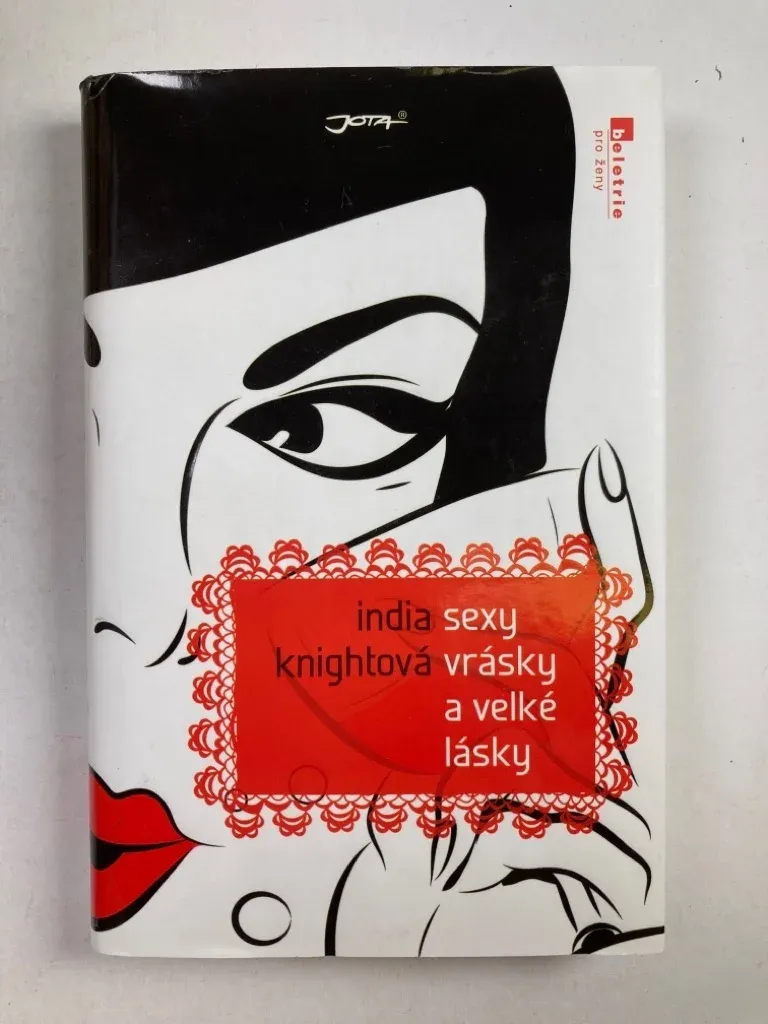 JOTA®
beletrie
pro ženy
india sexy
knightová vrásky
a velké
lásky